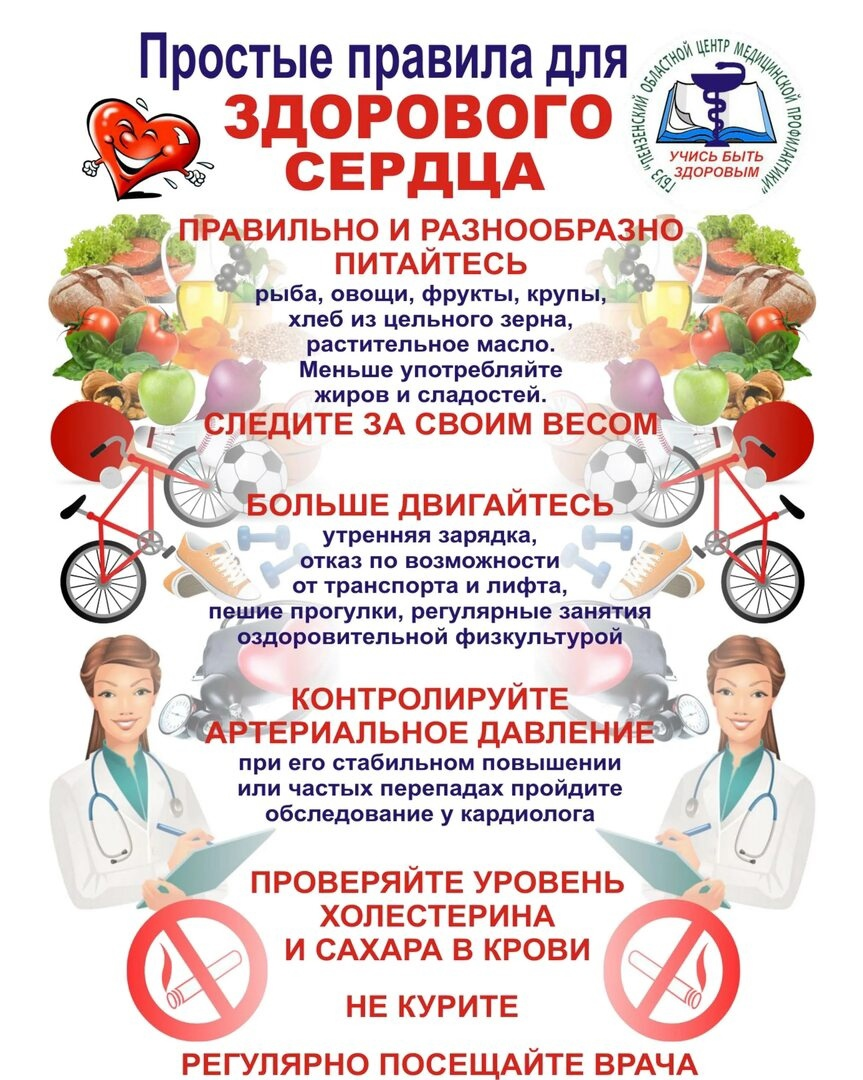 Простые правила для
ЗДОРОВОГО
СЕРДЦА
ГБУЗ "ПЕНЗЕНСКИЙ ОБЛАСТНОЙ ЦЕНТР МЕДИЦИНСКОЙ ПРОФИЛАКТИКИ"
УЧИСЬ БЫТЬ
ЗДОРОВЫМ
ПРАВИЛЬНО И РАЗНООБРАЗНО
ПИТАЙТЕСЬ
рыба, овощи, фрукты, крупы,
хлеб из цельного зерна,
растительное масло.
Меньше употребляйте
жиров и сладостей.
СЛЕДИТЕ ЗА СВОИМ ВЕСОМ
БОЛЬШЕ ДВИГАЙТЕСЬ
утренняя зарядка,
отказ по возможности
от транспорта и лифта,
пешие прогулки, регулярные занятия
оздоровительной физкультурой
КОНТРОЛИРУЙТЕ
АРТЕРИАЛЬНОЕ ДАВЛЕНИЕ
при его стабильном повышении
или частых перепадах пройдите
обследование у кардиолога
ПРОВЕРЯЙТЕ УРОВЕНЬ
ХОЛЕСТЕРИНА
И САХАРА В КРОВИ
НЕ КУРИТЕ
РЕГУЛЯРНО ПОСЕЩАЙТЕ ВРАЧА